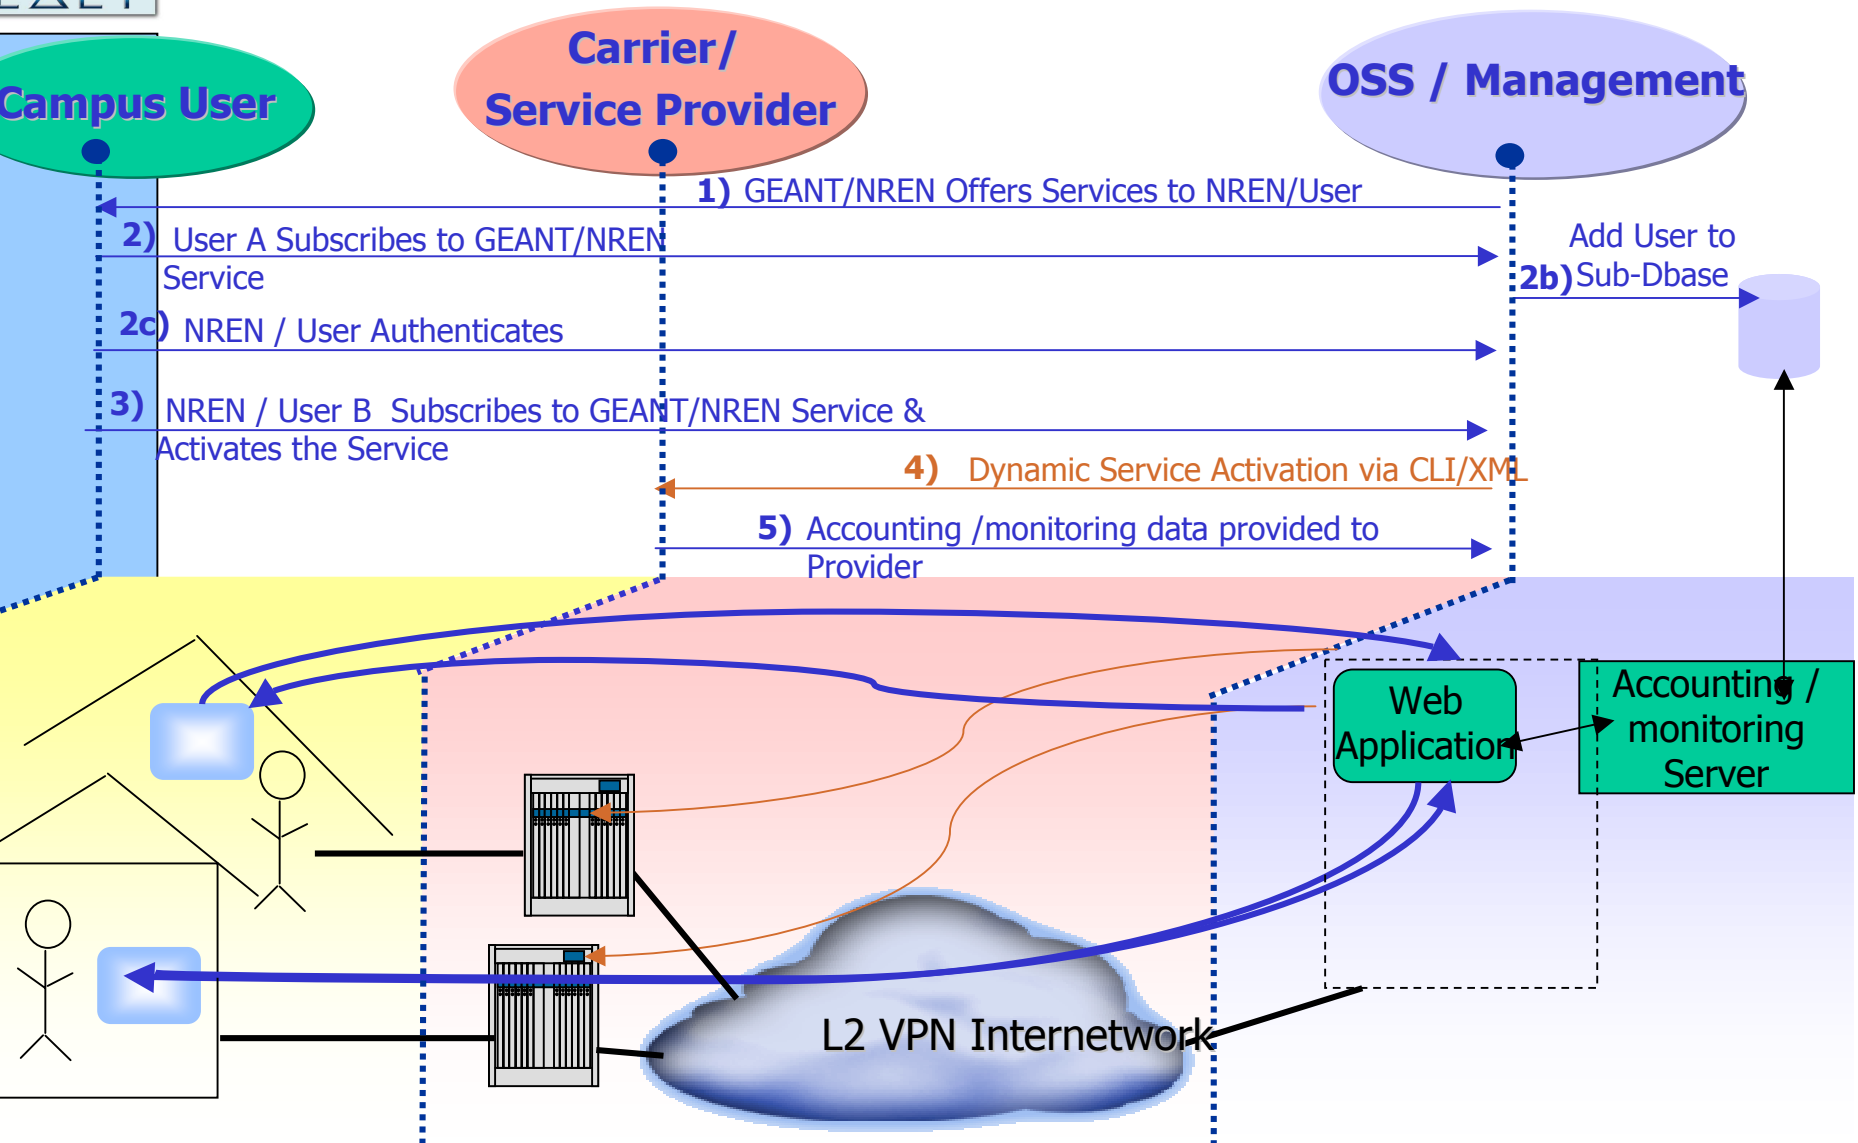 Campus User
Carrier/
Service Provider
OSS / Management
1) GEANT/NREN Offers Services to NREN/User
2) User A Subscribes to GEANT/NREN
Service
Add User to
2b) Sub-Dbase
2c) NREN / User Authenticates
3) NREN / User B Subscribes to GEANT/NREN Service &
Activates the Service
4) Dynamic Service Activation via CLI/XML
5) Accounting /monitoring data provided to
Provider
Web
Application
Accounting /
monitoring
Server
L2 VPN Internetwork